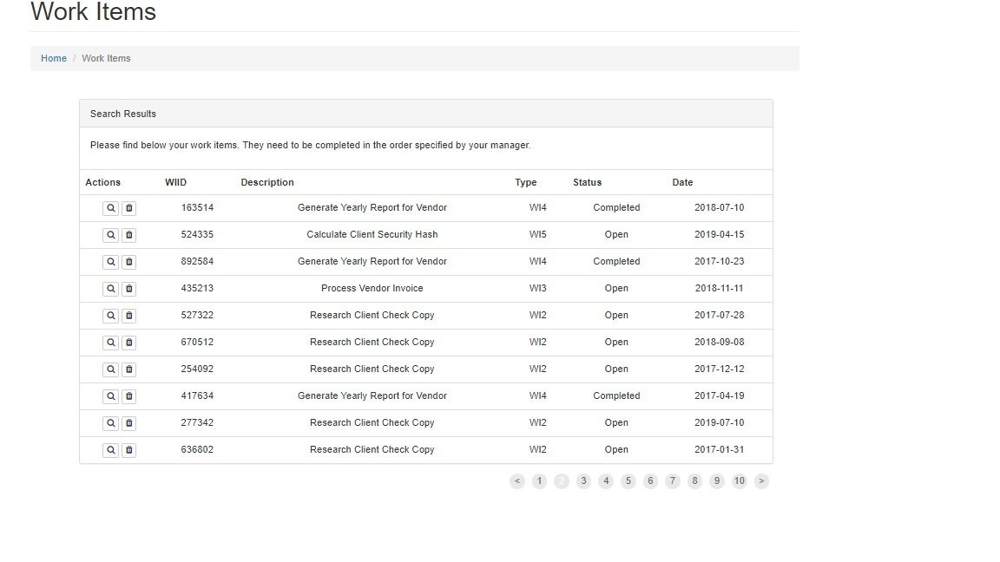 Work Items
Home / Work Items
Search Results
Please find below your work items. They need to be completed in the order specified by your manager.
Actions WIID Description Type Status Date
163514 Generate Yearly Report for Vendor WI4 Completed 2018-07-10
524335 Calculate Client Security Hash WI5 Open 2019-04-15
892584 Generate Yearly Report for Vendor WI4 Completed 2017-10-23
435213 Process Vendor Invoice WI3 Open 2018-11-11
527322 Research Client Check Copy WI2 Open 2017-07-28
670512 Research Client Check Copy WI2 Open 2018-09-08
254092 Research Client Check Copy WI2 Open 2017-12-12
417634 Generate Yearly Report for Vendor WI4 Completed 2017-04-19
277342 Research Client Check Copy WI2 Open 2019-07-10
636802 Research Client Check Copy WI2 Open 2017-01-31
< 1 2 3 4 5 6 7 8 9 10 >